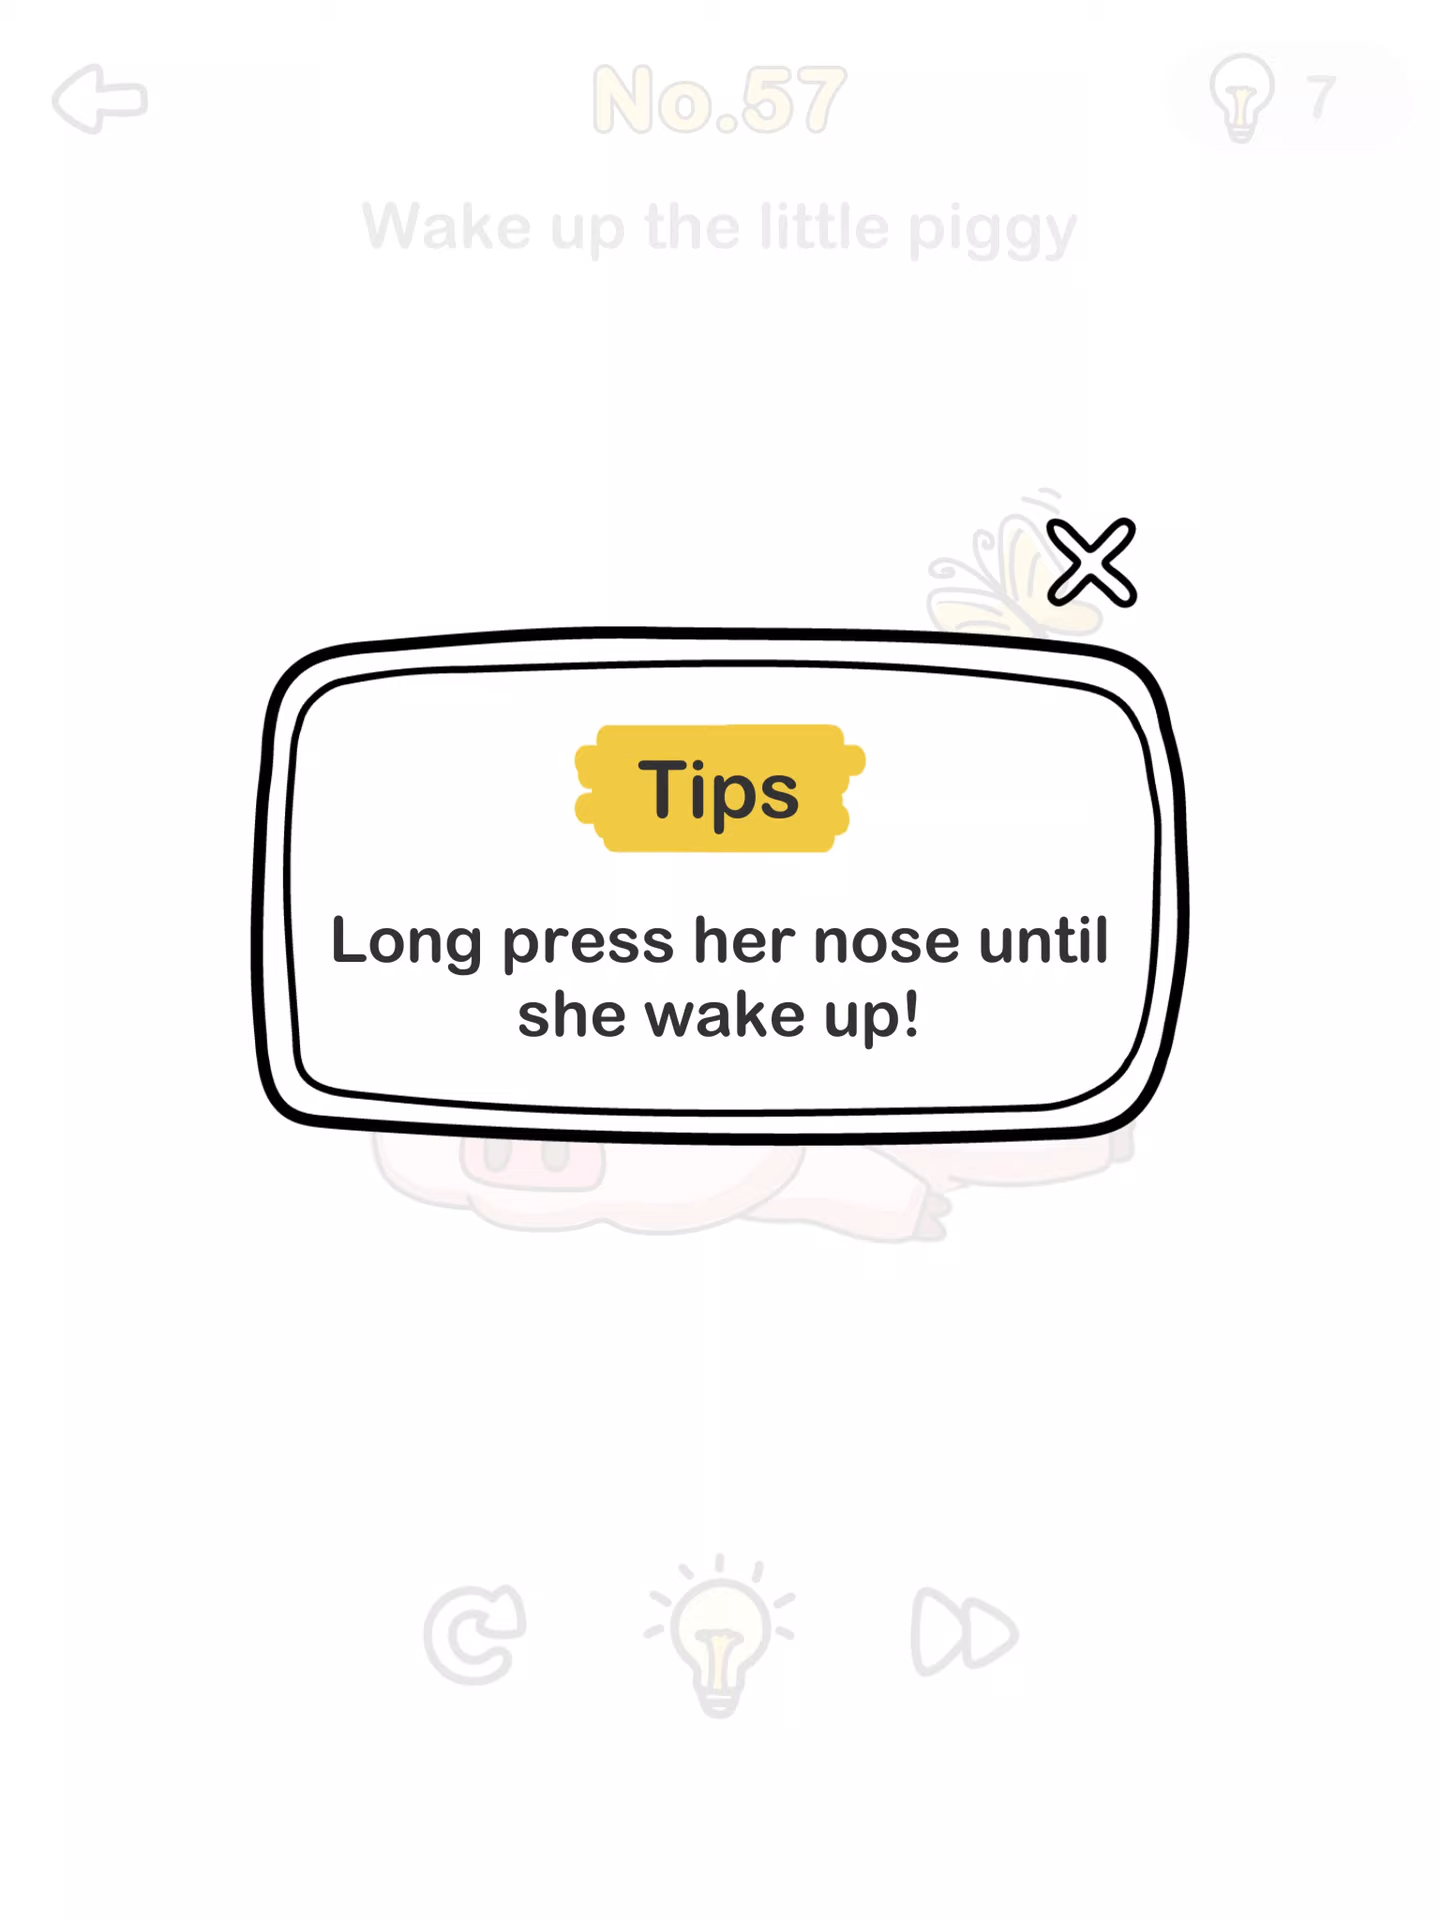 No.57
7
Wake up the little piggy
Tips
Long press her nose until
she wake up!